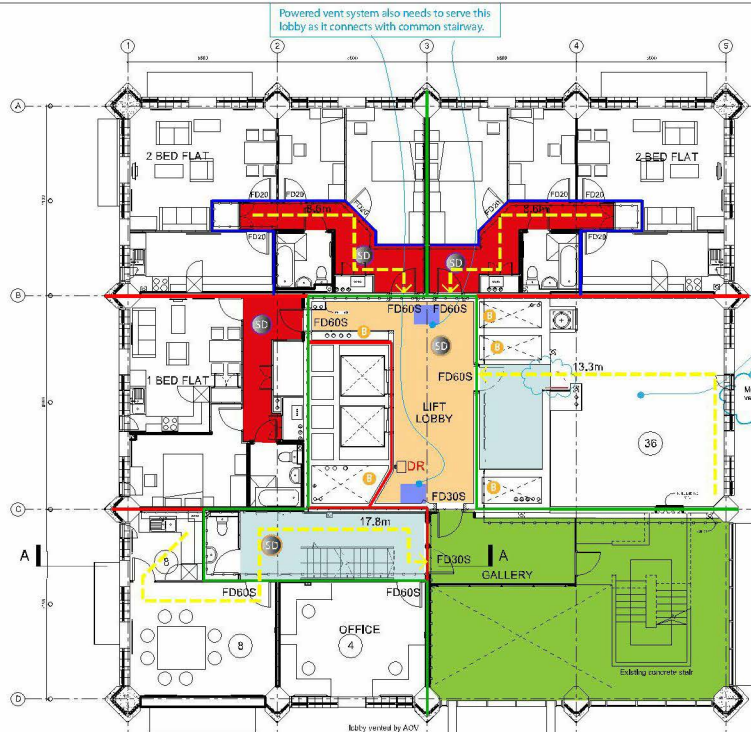 Powered vent system also needs to serve this
lobby as it connects with common stairway.
1
2
3
4
5
A
2 BED FLAT
2 BED FLAT
FD20
FD20
FD20
FD20
SD
SD
B
FD60S
FD60S
SD
FD60S
B
B
SD
B
FD60S
13.3m
1 BED FLAT
LIFT
LOBBY
36
B
DR
B
FD30S
C
17.8m
SD
A
A
8
FD30S
GALLERY
FD60S
FD60S
OFFICE
8
4
Existing concrete stair
D
lobby vented by AOV